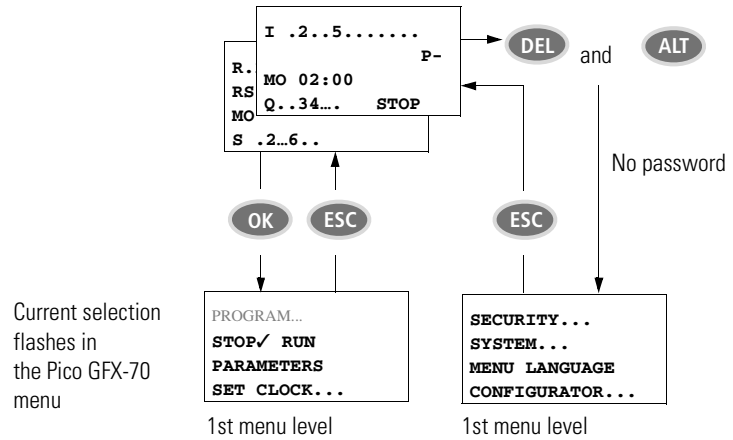 I .2..5.......
P-
MO 02:00
Q..34…. STOP
R.
RS
MO
S .2…6..
DEL and ALT
No password
OK
ESC
ESC
Current selection
flashes in
the Pico GFX-70
menu
PROGRAM...
STOP✓ RUN
PARAMETERS
SET CLOCK...
1st menu level
SECURITY...
SYSTEM...
MENU LANGUAGE
CONFIGURATOR...
1st menu level